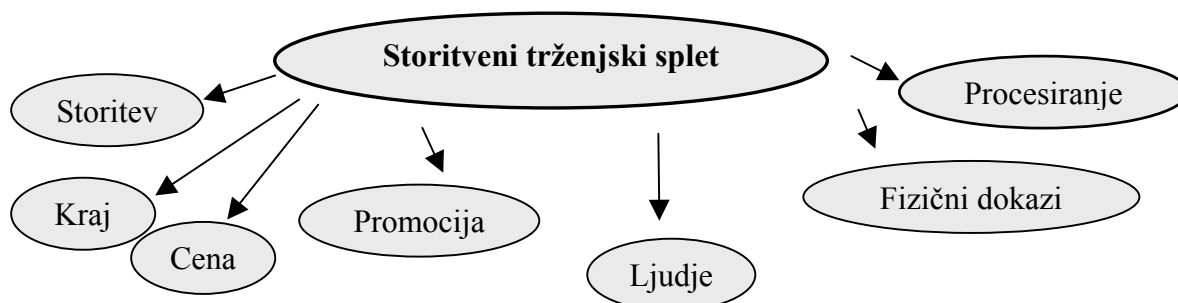 Storitveni trženjski splet
Storitev
Procesiranje
Kraj
Cena
Promocija
Ljudje
Fizični dokazi